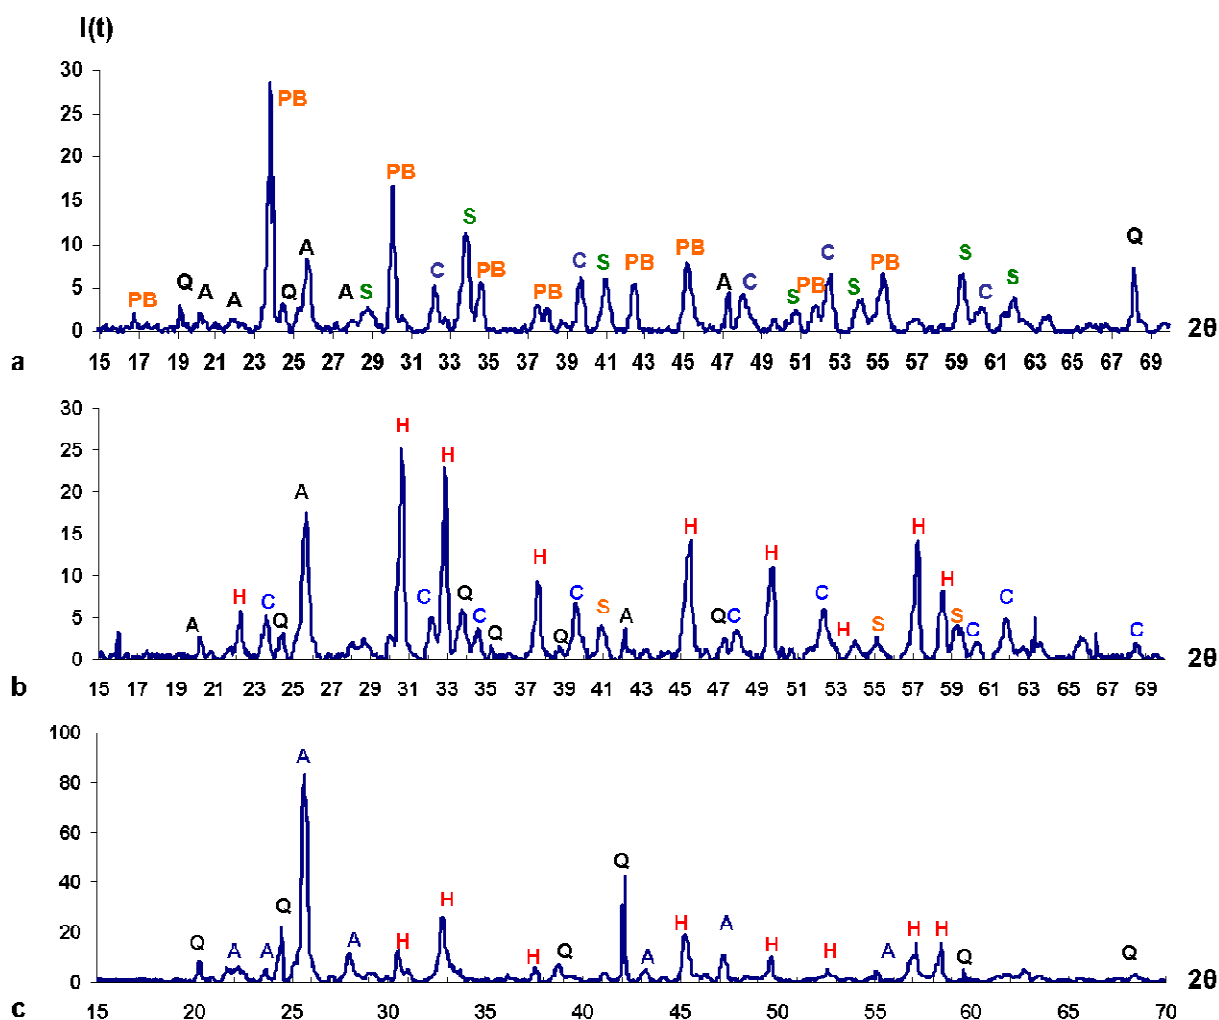 I(t)
30
PB
25
20
PB
15
S
Q
10
A
C
S
PB
PB
C
PB
S
PB
Q
A
A
Q
A
S
PB
A
C
S
PB
S
C
S
5
0
15 17 19 21 23 25 27 29 31 33 35 37 39 41 43 45 47 49 51 53 55 57 59 61 63 65 67 69
2θ
a
30
H
25
H
A
20
15
H
H
H
H
10
H
C
Q
C
C
H
C
A
Q
C
Q
Q
S
A
Q
C
H
S
S
C
C
5
0
15 17 19 21 23 25 27 29 31 33 35 37 39 41 43 45 47 49 51 53 55 57 59 61 63 65 67 69
2θ
b
100
A
80
60
Q
40
Q
H
20
Q
A
A
A
H
H
Q
A
H
A
H
H
A
H
H
Q
Q
0
15 20 25 30 35 40 45 50 55 60 65 70
2θ
c